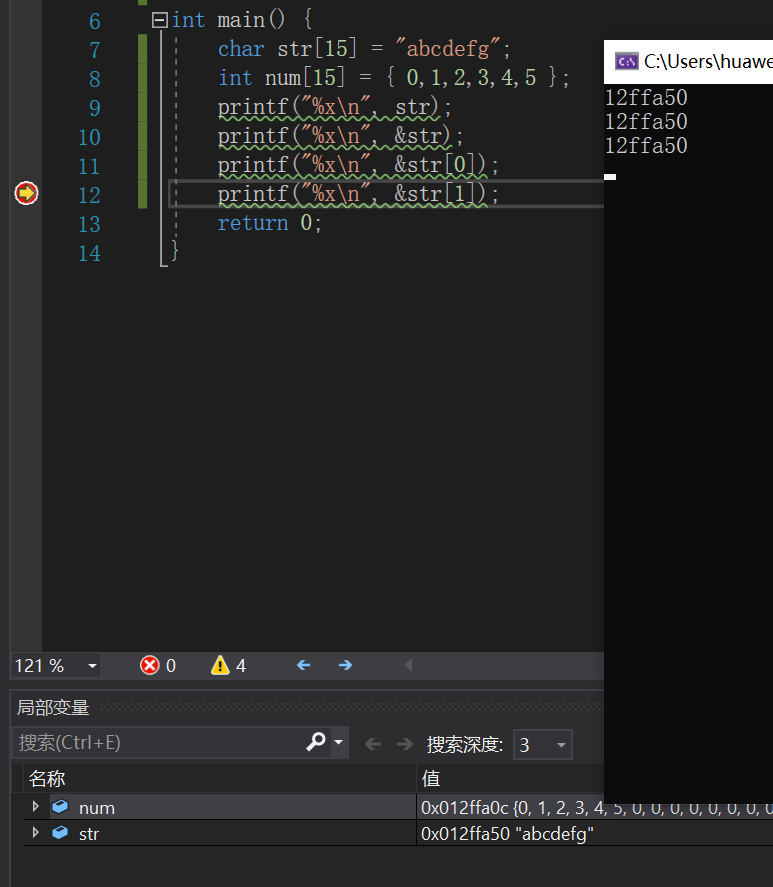 6 int main() {
7 char str[15] = "abcdefg";
8 int num[15] = { 0,1,2,3,4,5 };
9 printf("%x\n", str);
10 printf("%x\n", &str);
11 printf("%x\n", &str[0]);
12 printf("%x\n", &str[1]);
13 return 0;
14 }
C:\Users\huawe
12ffa50
12ffa50
12ffa50
121 % 0 4
局部变量
搜索(Ctrl+E) 搜索深度: 3
名称 值
num 0x012ffa0c {0, 1, 2, 3, 4, 5, 0, 0, 0, 0, 0, 0, 0
str 0x012ffa50 "abcdefg"